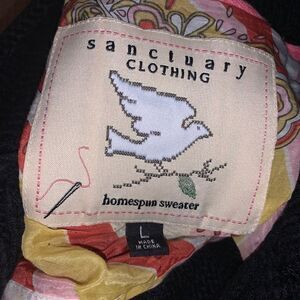 sanctuary
CLOTHING
homespun sweater
L
MADE
IN CHINA